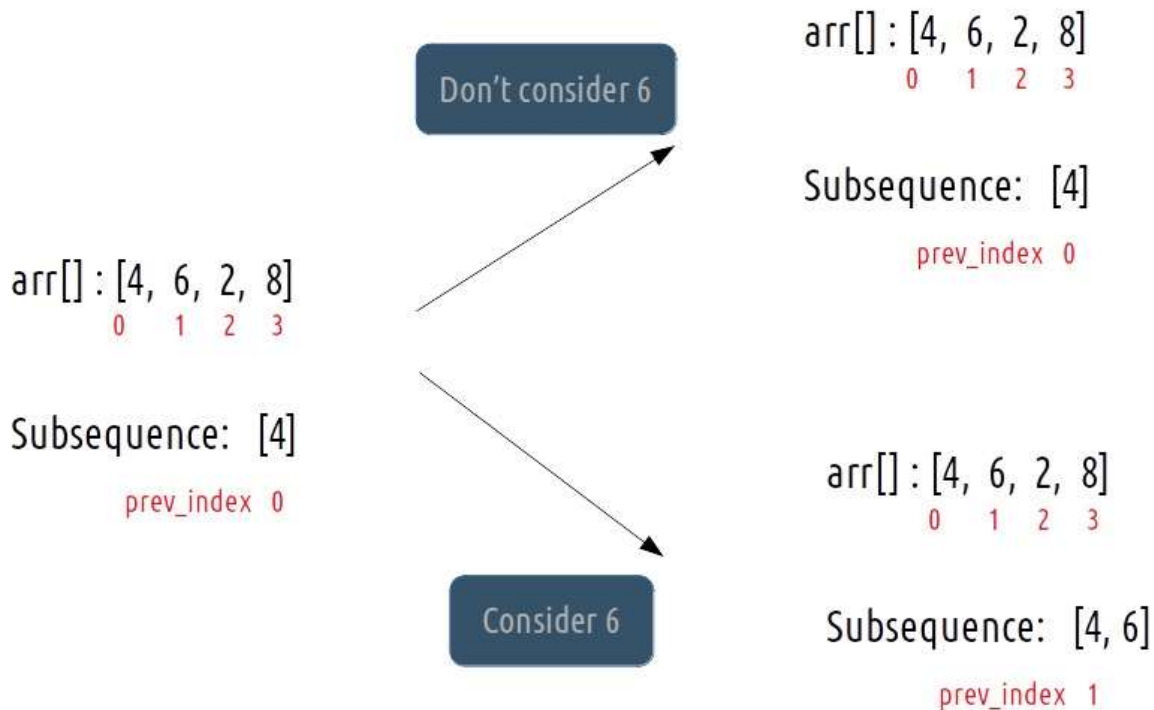 arr[] : [4, 6, 2, 8]
0 1 2 3
Subsequence: [4]
prev_index 0
Don't consider 6
arr[] : [4, 6, 2, 8]
0 1 2 3
Subsequence: [4]
prev_index 0
Consider 6
arr[] : [4, 6, 2, 8]
0 1 2 3
Subsequence: [4, 6]
prev_index 1